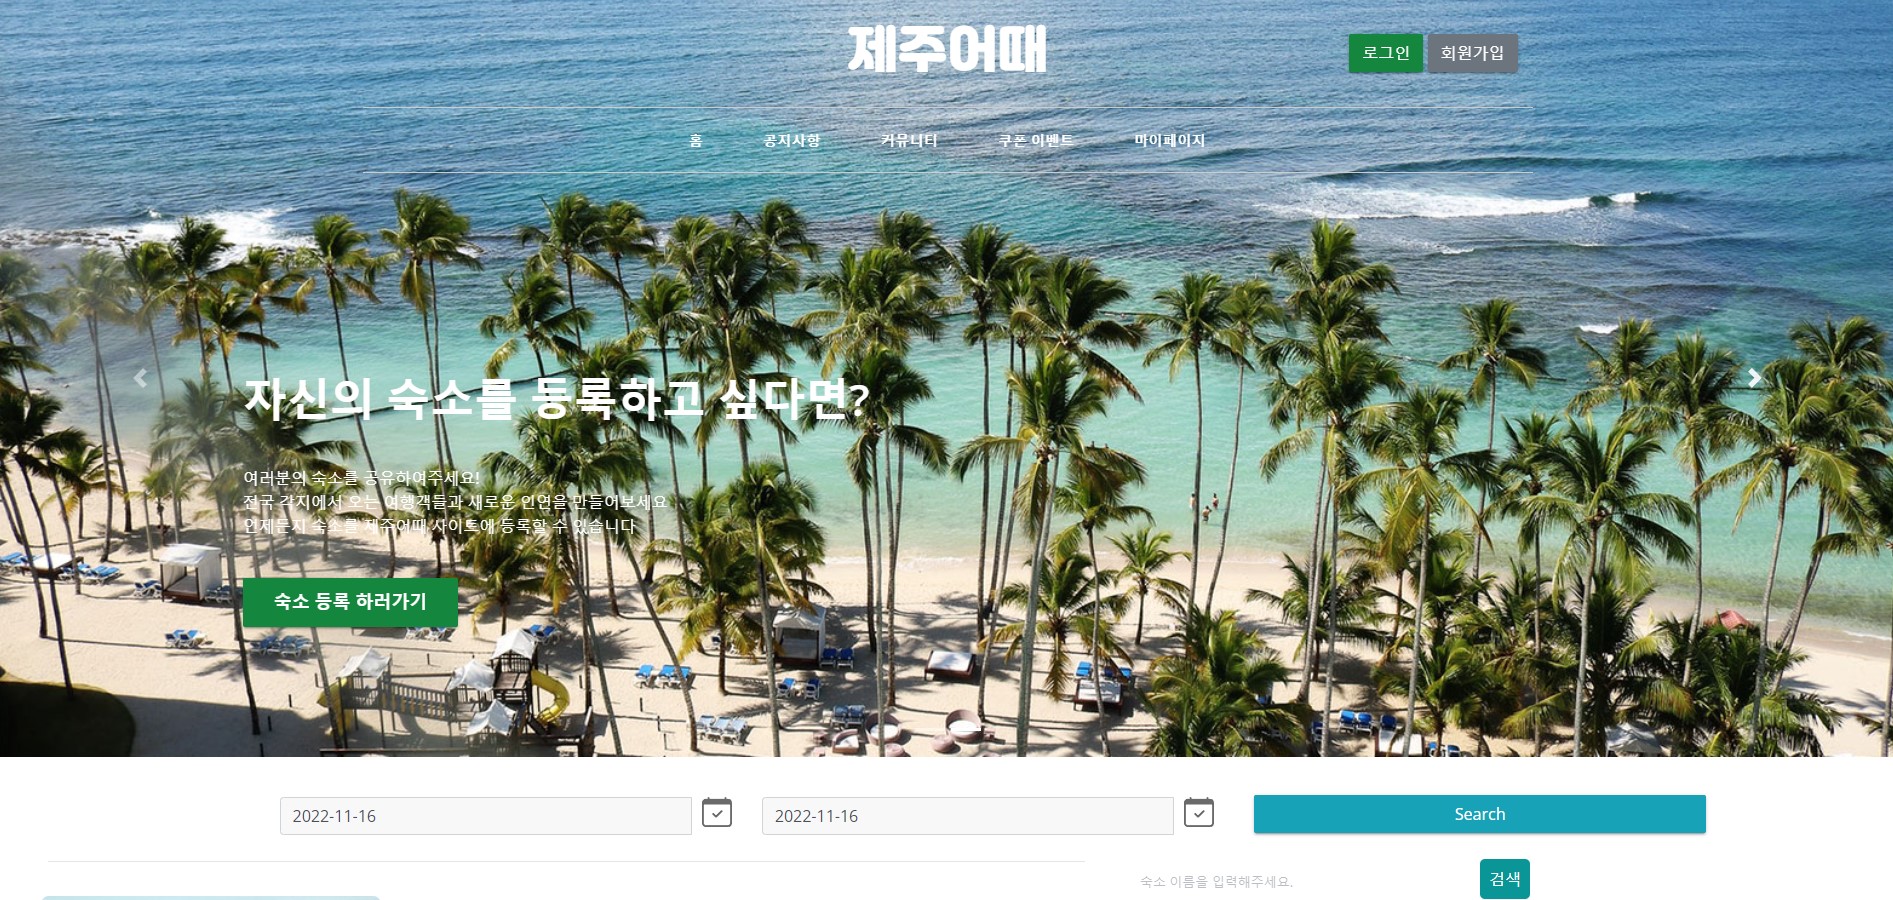 제주어때
로그인 회원가입
홈 공지사항 커뮤니티 쿠폰 이벤트 마이페이지
자신의 숙소를 등록하고 싶다면?
여러분의 숙소를 공유하여주세요!
전국 각지에서 오는 여행객들과 새로운 인연을 만들어보세요
언제든지 숙소를 제주어때 사이트에 등록할 수 있습니다
숙소 등록 하러가기
2022-11-16 2022-11-16 Search
숙소 이름을 입력해주세요. 검색